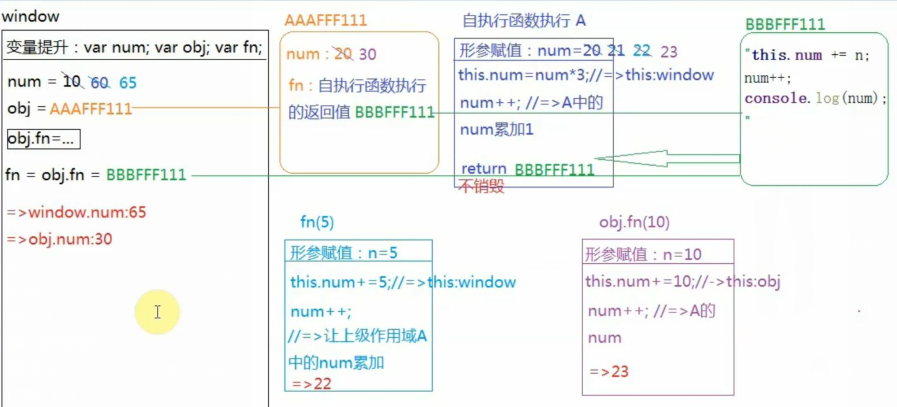 window
变量提升：var num; var obj; var fn;
num = 10 60 65
obj = AAAFFF111
obj.fn=...
fn = obj.fn = BBBFFF111
=>window.num:65
=>obj.num:30
AAAFFF111
num：20 30
fn：自执行函数执行
的返回值 BBBFFF111
自执行函数执行 A
形参赋值：num=20 21 22 23
this.num=num*3;//=>this:window
num++; //=>A中的
num累加1
return BBBFFF111
不销毁
BBBFFF111
"this.num += n;
num++;
console.log(num);
"
fn(5)
形参赋值：n=5
this.num+=5;//=>this:window
num++;
//=>让上级作用域A
中的num累加
=>22
obj.fn(10)
形参赋值：n=10
this.num+=10;//->this:obj
num++; //=>A的
num
=>23